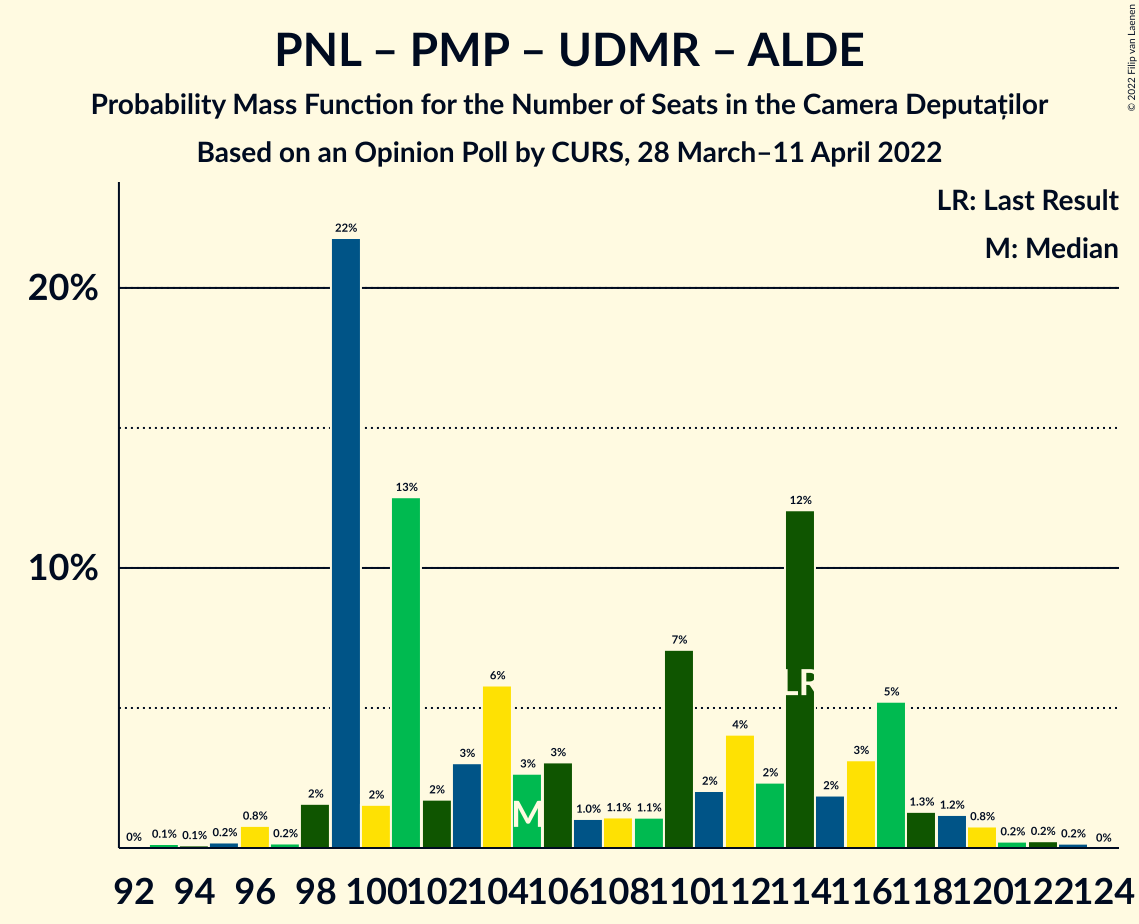 PNL – PMP – UDMR – ALDE
Probability Mass Function for the Number of Seats in the Camera Deputaților
Based on an Opinion Poll by CURS, 28 March–11 April 2022
© 2022 Filip van Laenen
LR: Last Result
M: Median
20%
10%
0% 0.1% 0.1% 0.2% 0.8% 0.2% 2% 22% 2% 13% 2% 3% 6% 3% 3% 1.0% 1.1% 1.1% 7% 2% 4% 2% 12% 2% 3% 5% 1.3% 1.2% 0.8% 0.2% 0.2% 0.2% 0%
LR
M
92 94 96 98 100 102 104 106 108 110 112 114 116 118 120 122 124